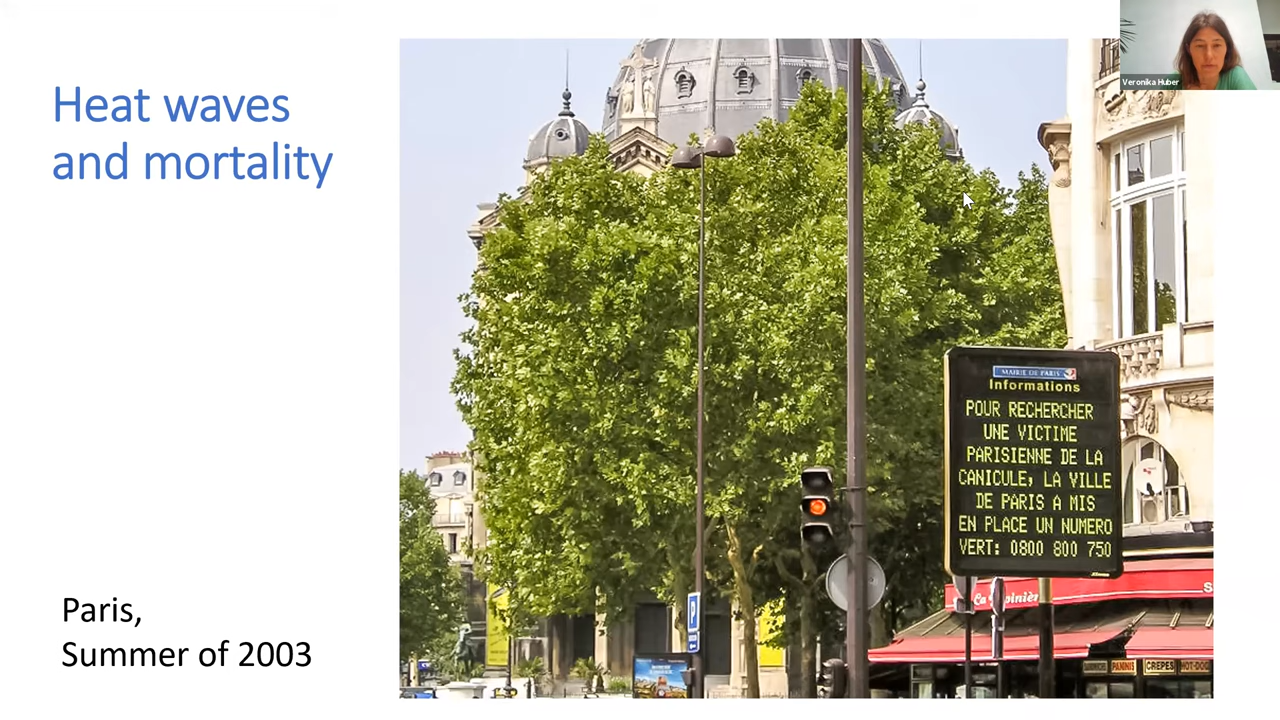 Heat waves
and mortality
Veronika Huber
MAIRIE DE PARIS
Informations
POUR RECHERCHER
UNE VICTIME
PARISIENNE DE LA
CANICULE, LA VILLE
DE PARIS A MIS
EN PLACE UN NUMERO
VERT: 0800 800 750
P
PANINIS
CREPES
HOT-DOG
Paris,
Summer of 2003